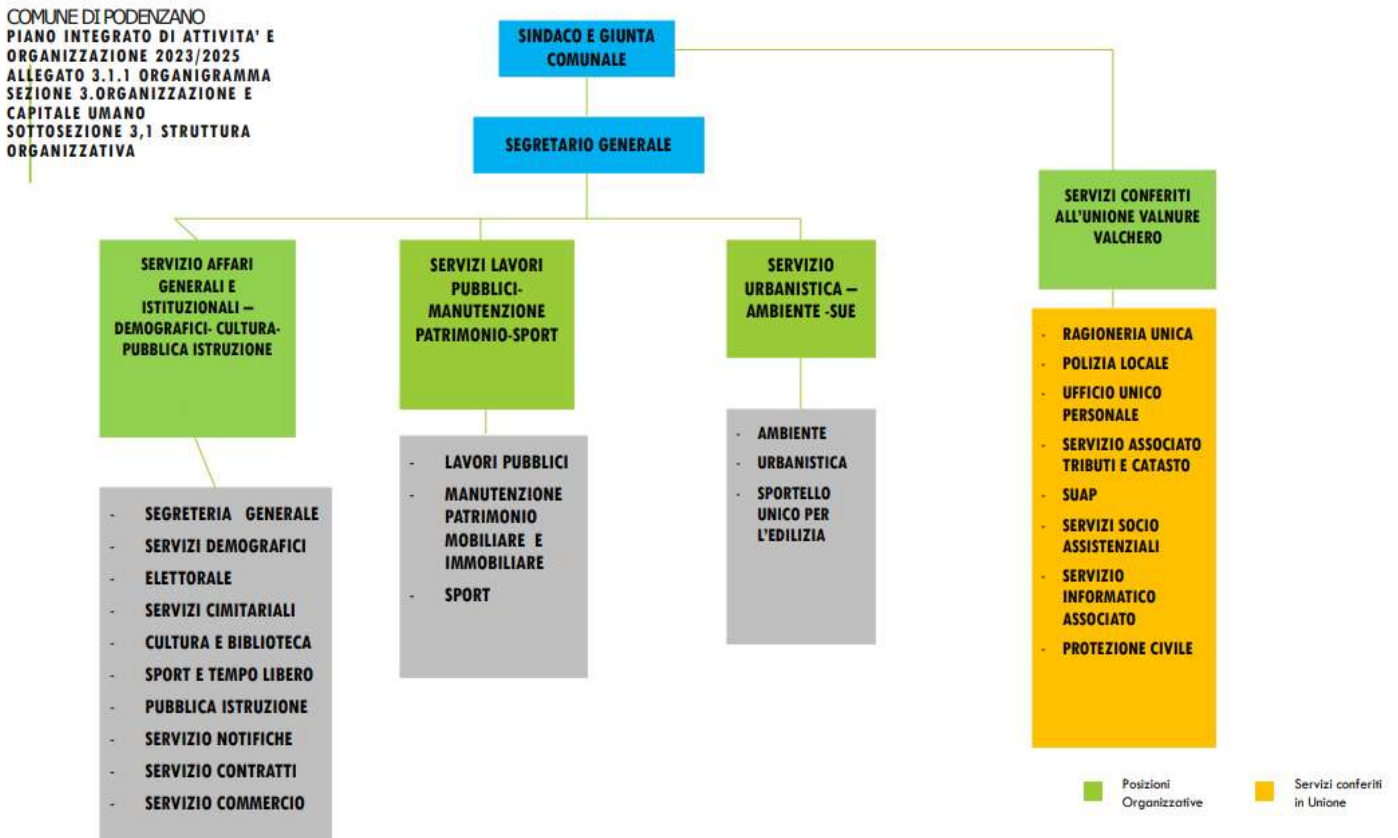 COMUNE DI PODENZANO
PIANO INTEGRATO DI ATTIVITA' E
ORGANIZZAZIONE 2023/2025
ALLEGATO 3.1.1 ORGANIGRAMMA
SEZIONE 3.ORGANIZZAZIONE E
CAPITALE UMANO
SOTTOSEZIONE 3,1 STRUTTURA
ORGANIZZATIVA
SINDACO E GIUNTA
COMUNALE
SEGRETARIO GENERALE
SERVIZIO AFFARI
GENERALI E
ISTITUZIONALI –
DEMOGRAFICI- CULTURA-
PUBBLICA ISTRUZIONE
- SEGRETERIA GENERALE
- SERVIZI DEMOGRAFICI
- ELETTORALE
- SERVIZI CIMITARIALI
- CULTURA E BIBLIOTECA
- SPORT E TEMPO LIBERO
- PUBBLICA ISTRUZIONE
- SERVIZIO NOTIFICHE
- SERVIZIO CONTRATTI
- SERVIZIO COMMERCIO
SERVIZI LAVORI
PUBBLICI-
MANUTENZIONE
PATRIMONIO-SPORT
- LAVORI PUBBLICI
- MANUTENZIONE
PATRIMONIO
MOBILIARE E
IMMOBILIARE
- SPORT
SERVIZIO
URBANISTICA –
AMBIENTE -SUE
- AMBIENTE
- URBANISTICA
- SPORTELLO
UNICO PER
L'EDILIZIA
SERVIZI CONFERITI
ALL'UNIONE VALNURE
VALCHERO
- RAGIONERIA UNICA
- POLIZIA LOCALE
- UFFICIO UNICO
PERSONALE
- SERVIZIO ASSOCIATO
TRIBUTI E CATASTO
- SUAP
- SERVIZI SOCIO
ASSISTENZIALI
- SERVIZIO
INFORMATICO
ASSOCIATO
- PROTEZIONE CIVILE
Posizioni
Organizzative
Servizi conferiti
in Unione